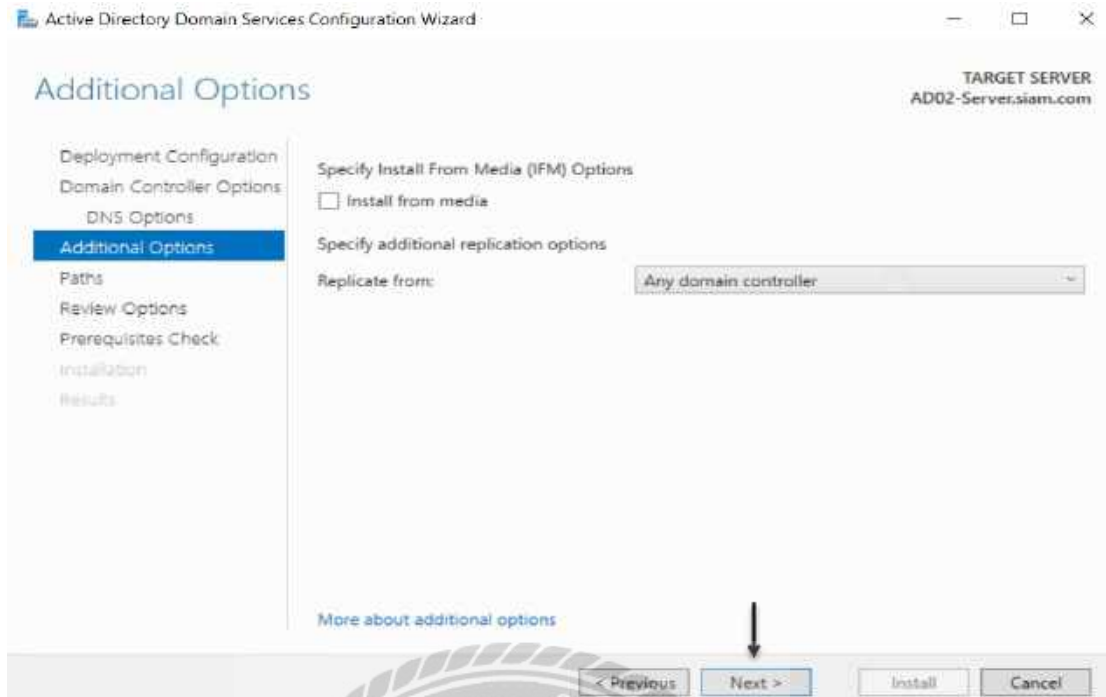 Active Directory Domain Services Configuration Wizard
Additional Options
TARGET SERVER
AD02-Server.siam.com
Deployment Configuration
Domain Controller Options
DNS Options
Additional Options
Paths
Review Options
Prerequisites Check
Installation
Results
Specify Install From Media (IFM) Options
Install from media
Specify additional replication options
Replicate from: Any domain controller
More about additional options
< Previous Next > Install Cancel